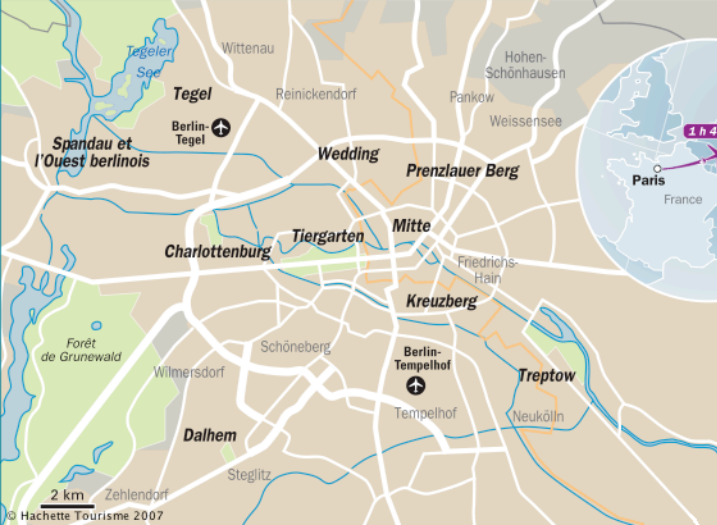 Wittenau
Hohen-
Schönhausen
Tegeler
See
Tegel
Reinickendorf
Pankow
Weissensee
Berlin-
Tegel
1 h 4
Spandau et
l'Ouest berlinois
Wedding
Prenzlauer Berg
Paris
France
Mitte
Tiergarten
Charlottenburg
Friedrichs-
Hain
Kreuzberg
Forêt
de Grunewald
Schöneberg
Berlin-
Tempelhof
Wilmersdorf
Treptow
Tempelhof
Neukölln
Dalhem
Steglitz
2 km
Zehlendorf
© Hachette Tourisme 2007